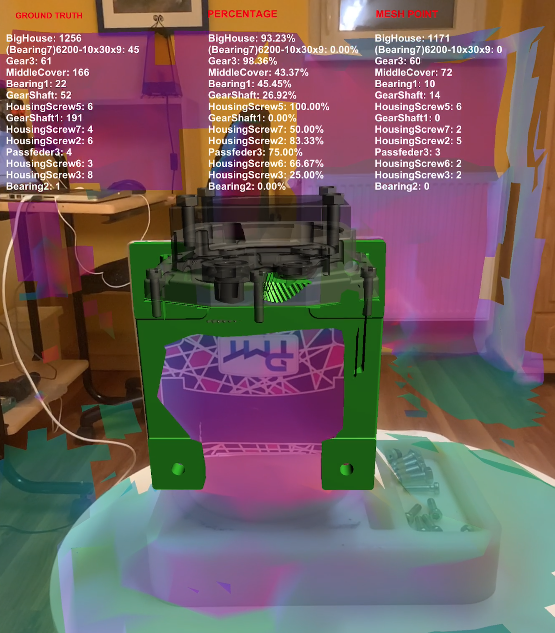 GROUND TRUTH PERCENTAGE MESH POINT
BigHouse: 1256 BigHouse: 93.23% BigHouse: 1171
(Bearing7)6200-10x30x9: 45 (Bearing7)6200-10x30x9: 0.00% (Bearing7)6200-10x30x9: 0
Gear3: 61 Gear3: 98.36% Gear3: 60
MiddleCover: 166 MiddleCover: 43.37% MiddleCover: 72
Bearing1: 22 Bearing1: 45.45% Bearing1: 10
GearShaft: 52 GearShaft: 26.92% GearShaft: 14
HousingScrew5: 6 HousingScrew5: 100.00% HousingScrew5: 6
GearShaft1: 191 GearShaft1: 0.00% GearShaft1: 0
HousingScrew7: 4 HousingScrew7: 50.00% HousingScrew7: 2
HousingScrew2: 6 HousingScrew2: 83.33% HousingScrew2: 5
Passfeder3: 4 Passfeder3: 75.00% Passfeder3: 3
HousingScrew6: 3 HousingScrew6: 66.67% HousingScrew6: 2
HousingScrew3: 8 HousingScrew3: 25.00% HousingScrew3: 2
Bearing2: 1 Bearing2: 0.00% Bearing2: 0